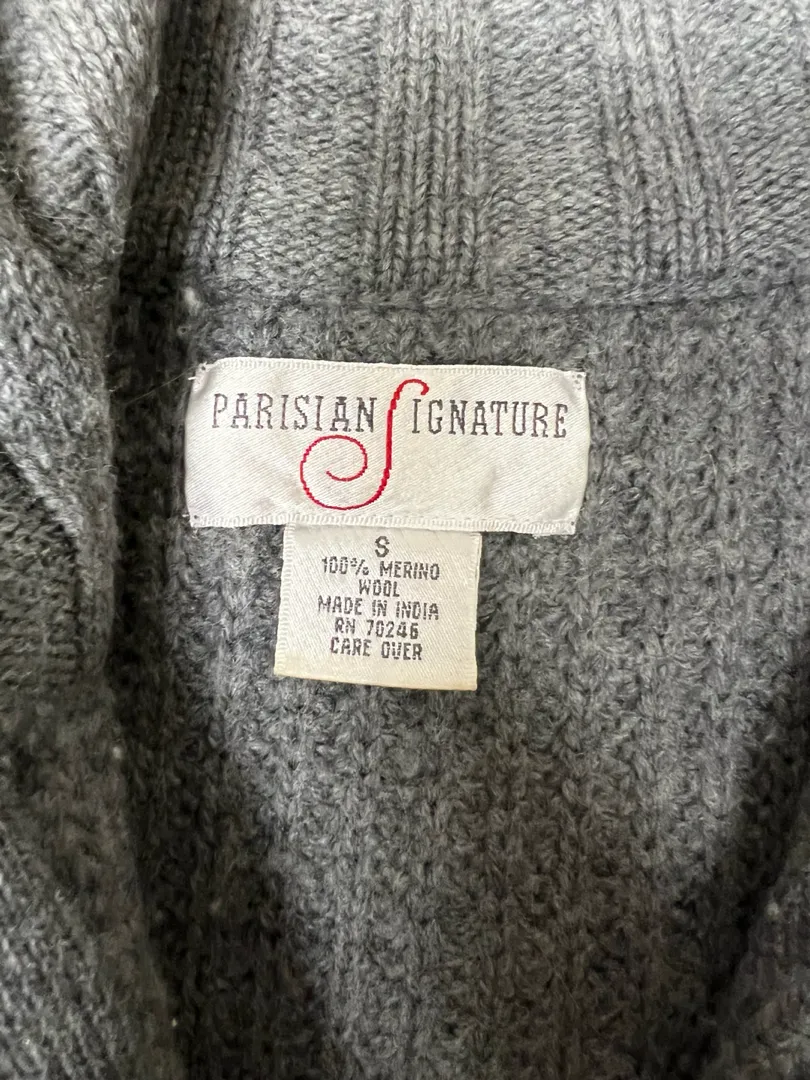 PARISIAN SIGNATURE
S
100% MERINO
WOOL
MADE IN INDIA
RN 70246
CARE OVER